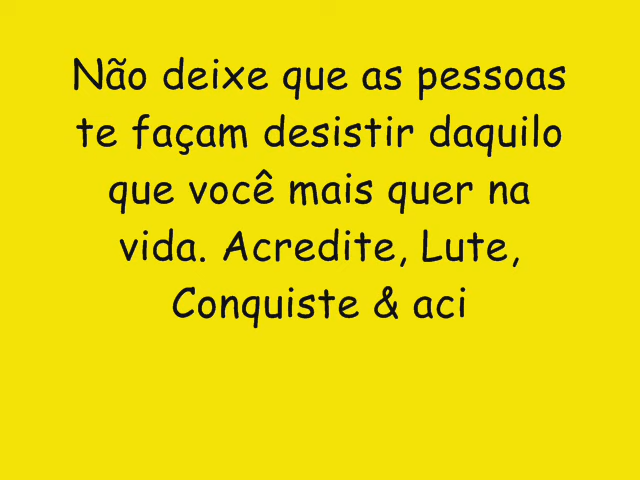 Não deixe que as pessoas
te façam desistir daquilo
que você mais quer na
vida. Acredite, Lute,
Conquiste & aci